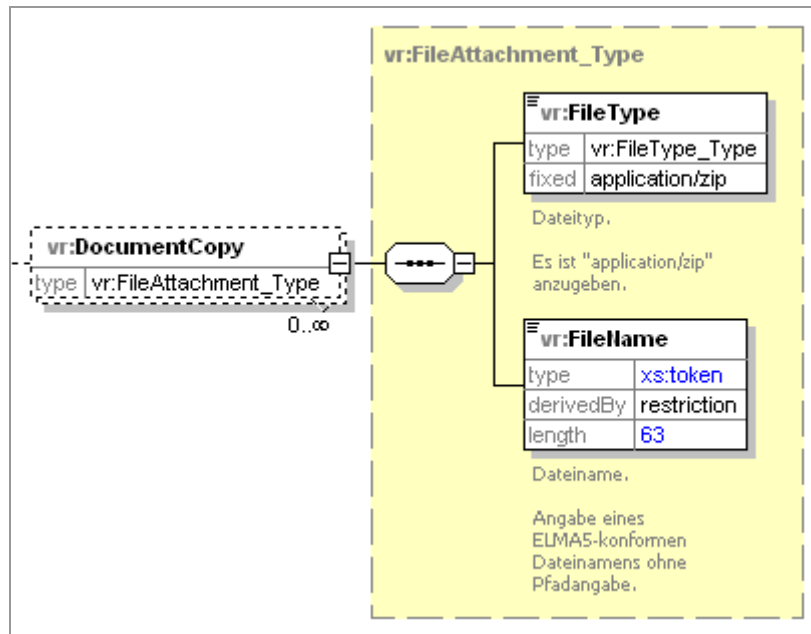 vr:FileAttachment_Type
vr:FileType
type vr:FileType_Type
fixed application/zip
Dateityp.
Es ist "application/zip"
anzugeben.
vr:DocumentCopy
type vr:FileAttachment_Type
0..∞
vr:FileName
type xs:token
derivedBy restriction
length 63
Dateiname.
Angabe eines
ELMA5-konformen
Dateinamens ohne
Pfadangabe.